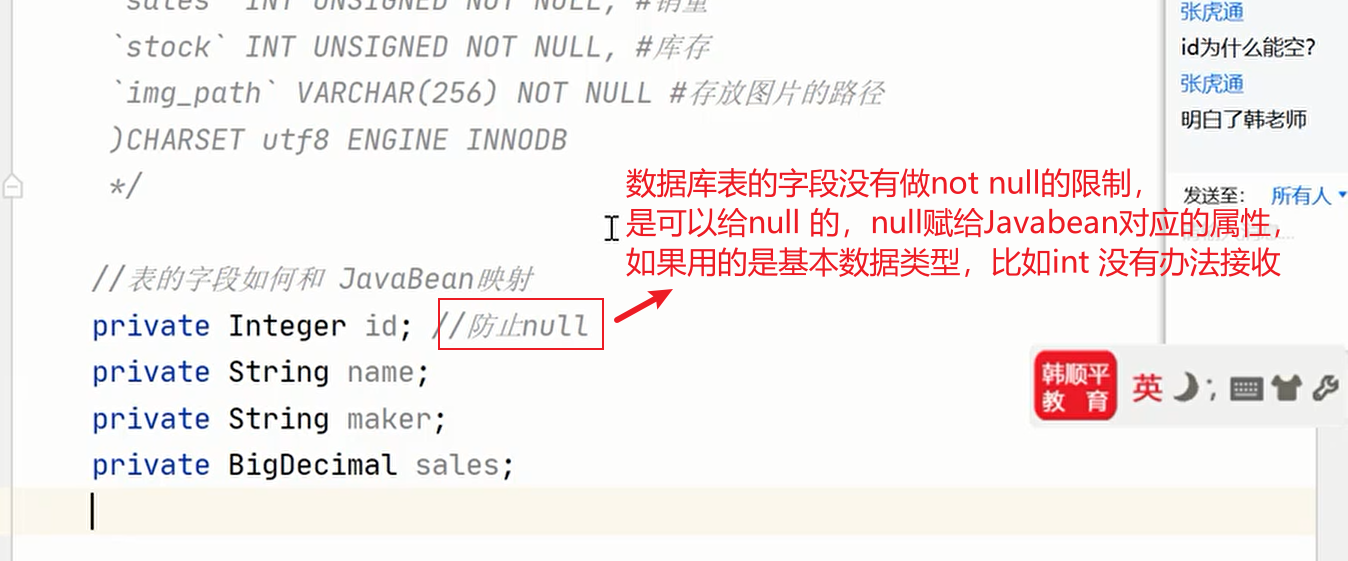 `sales` INT UNSIGNED NOT NULL, #销量
`stock` INT UNSIGNED NOT NULL, #库存
`img_path` VARCHAR(256) NOT NULL #存放图片的路径
)CHARSET utf8 ENGINE INNODB
*/
//表的字段如何和 JavaBean映射
private Integer id; //防止null
private String name;
private String maker;
private BigDecimal sales;
数据库表的字段没有做not null的限制，
是可以给null 的，null赋给Javabean对应的属性，
如果用的是基本数据类型，比如int 没有办法接收
张虎通
id为什么能空?
张虎通
明白了韩老师
发送至：
所有人
韩顺平
教 育
英